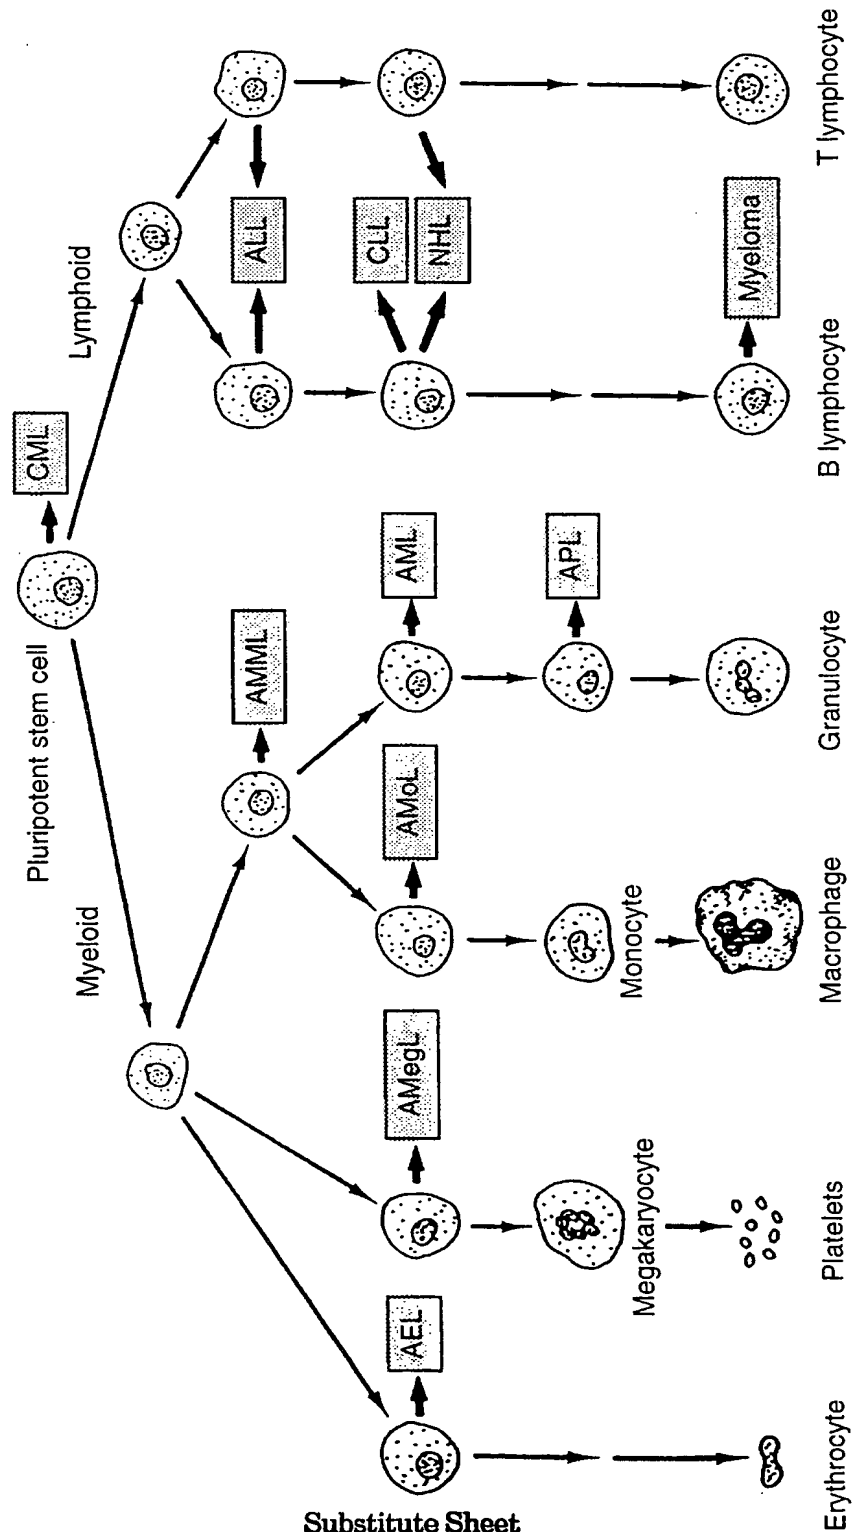 Pluripotent stem cell
CML
Myeloid
Lymphoid
AMML
ALL
AEL
AMegL
AMoL
AML
CLL
NHL
APL
Megakaryocyte
Monocyte
Myeloma
Erythrocyte
Platelets
Macrophage
Granulocyte
B lymphocyte
T lymphocyte
Substitute Sheet